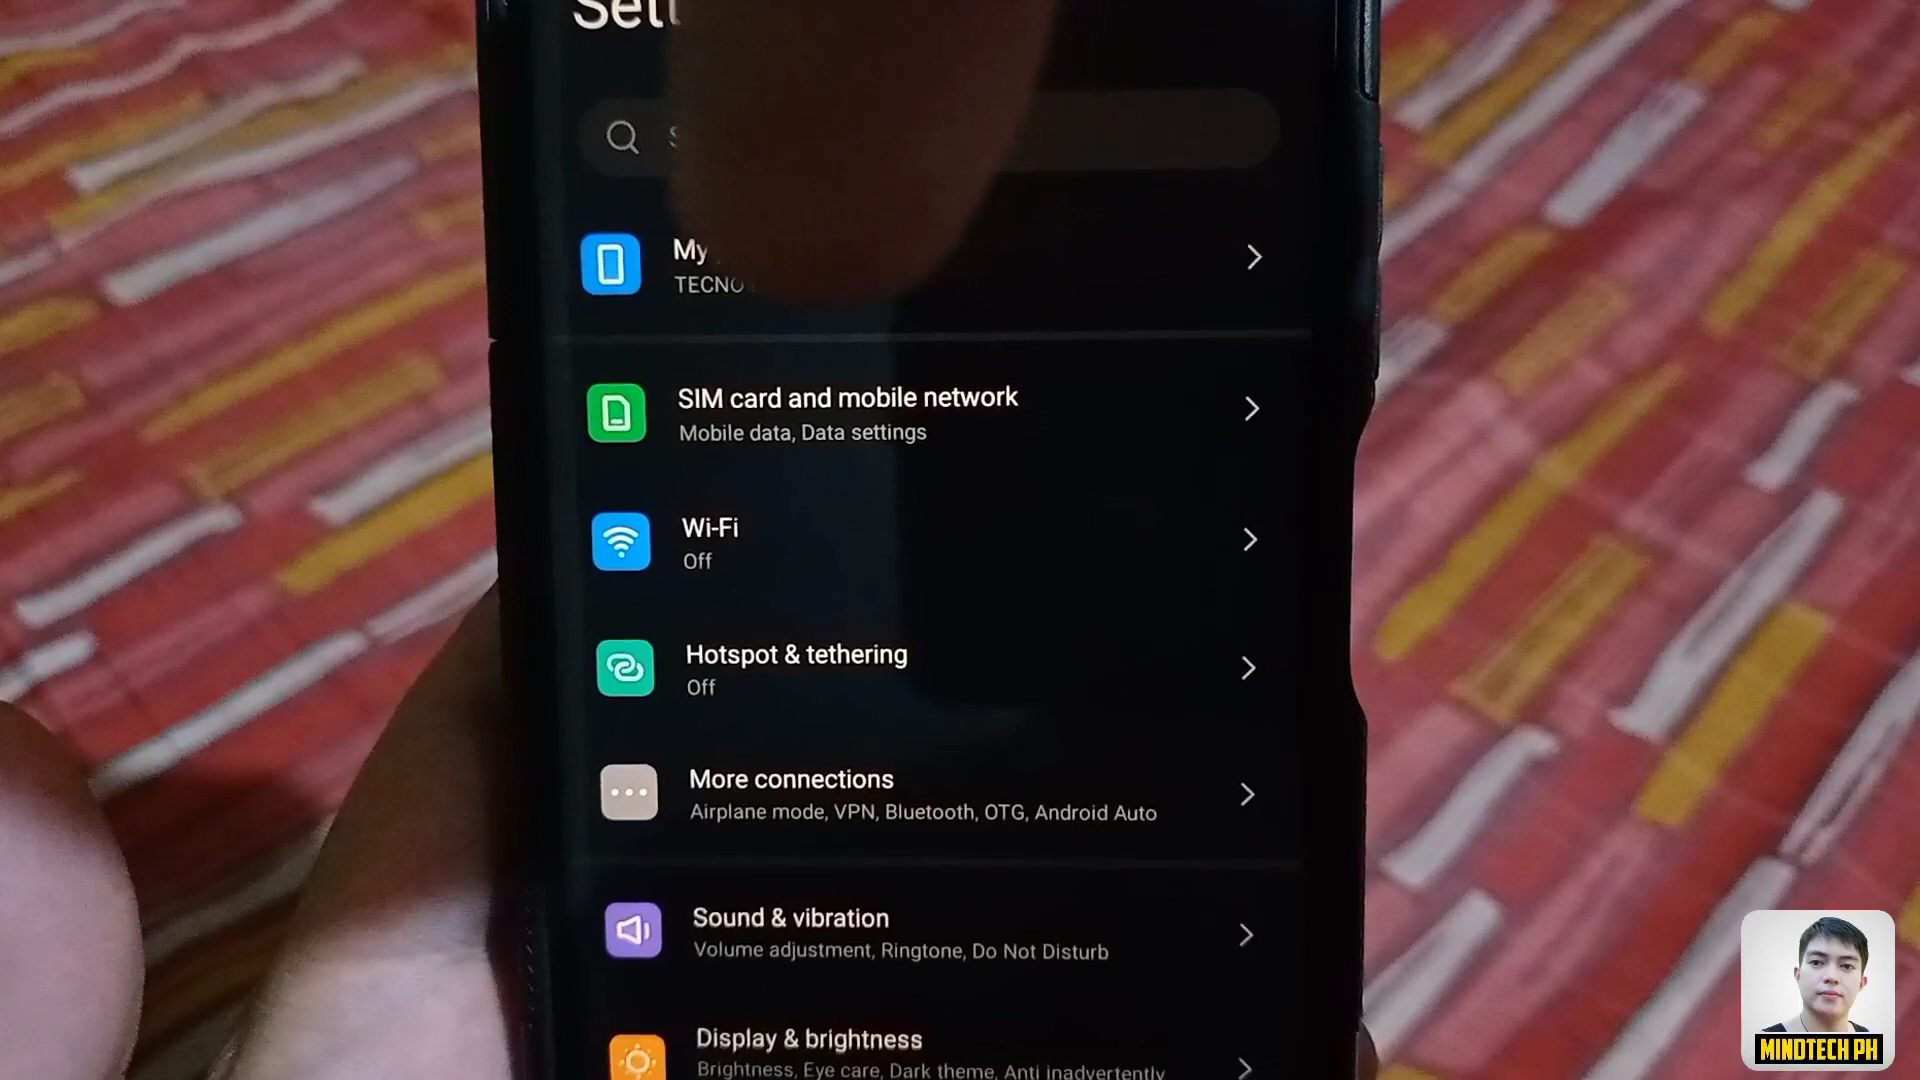 My
TECNO
SIM card and mobile network
Mobile data, Data settings
Wi-Fi
Off
Hotspot & tethering
Off
More connections
Airplane mode, VPN, Bluetooth, OTG, Android Auto
Sound & vibration
Volume adjustment, Ringtone, Do Not Disturb
Display & brightness
Brightness, Eye care, Dark theme, Anti inadvertently
MINDTECH PH